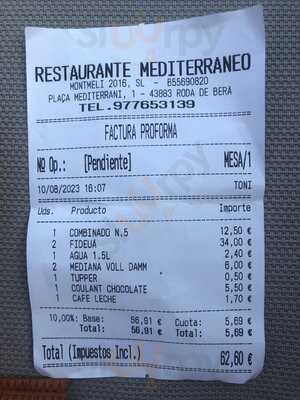 RESTAURANTE MEDITERRANEO
MONTMELI 2016, SL - B55690820
PLAÇA MEDITERRANI, 1 - 43883 RODA DE BERÀ
TEL.977653139
FACTURA PROFORMA
Nº Op.: [Pendiente] MESA/1
10/08/2023 16:07 TONI
Uds. Producto Importe
1 COMBINADO N.5 12,50 €
2 FIDEUÁ 34,00 €
1 AGUA 1.5L 2,40 €
2 MEDIANA VOLL DAMM 6,00 €
1 TUPPER 0,50 €
1 COULANT CHOCOLATE 5,50 €
1 CAFE LECHE 1,70 €
10,00% Base: 56,91 € Cuota: 5,69 €
Total: 56,91 € Total: 5,69 €
Total (Impuestos Incl.) 62,60 €